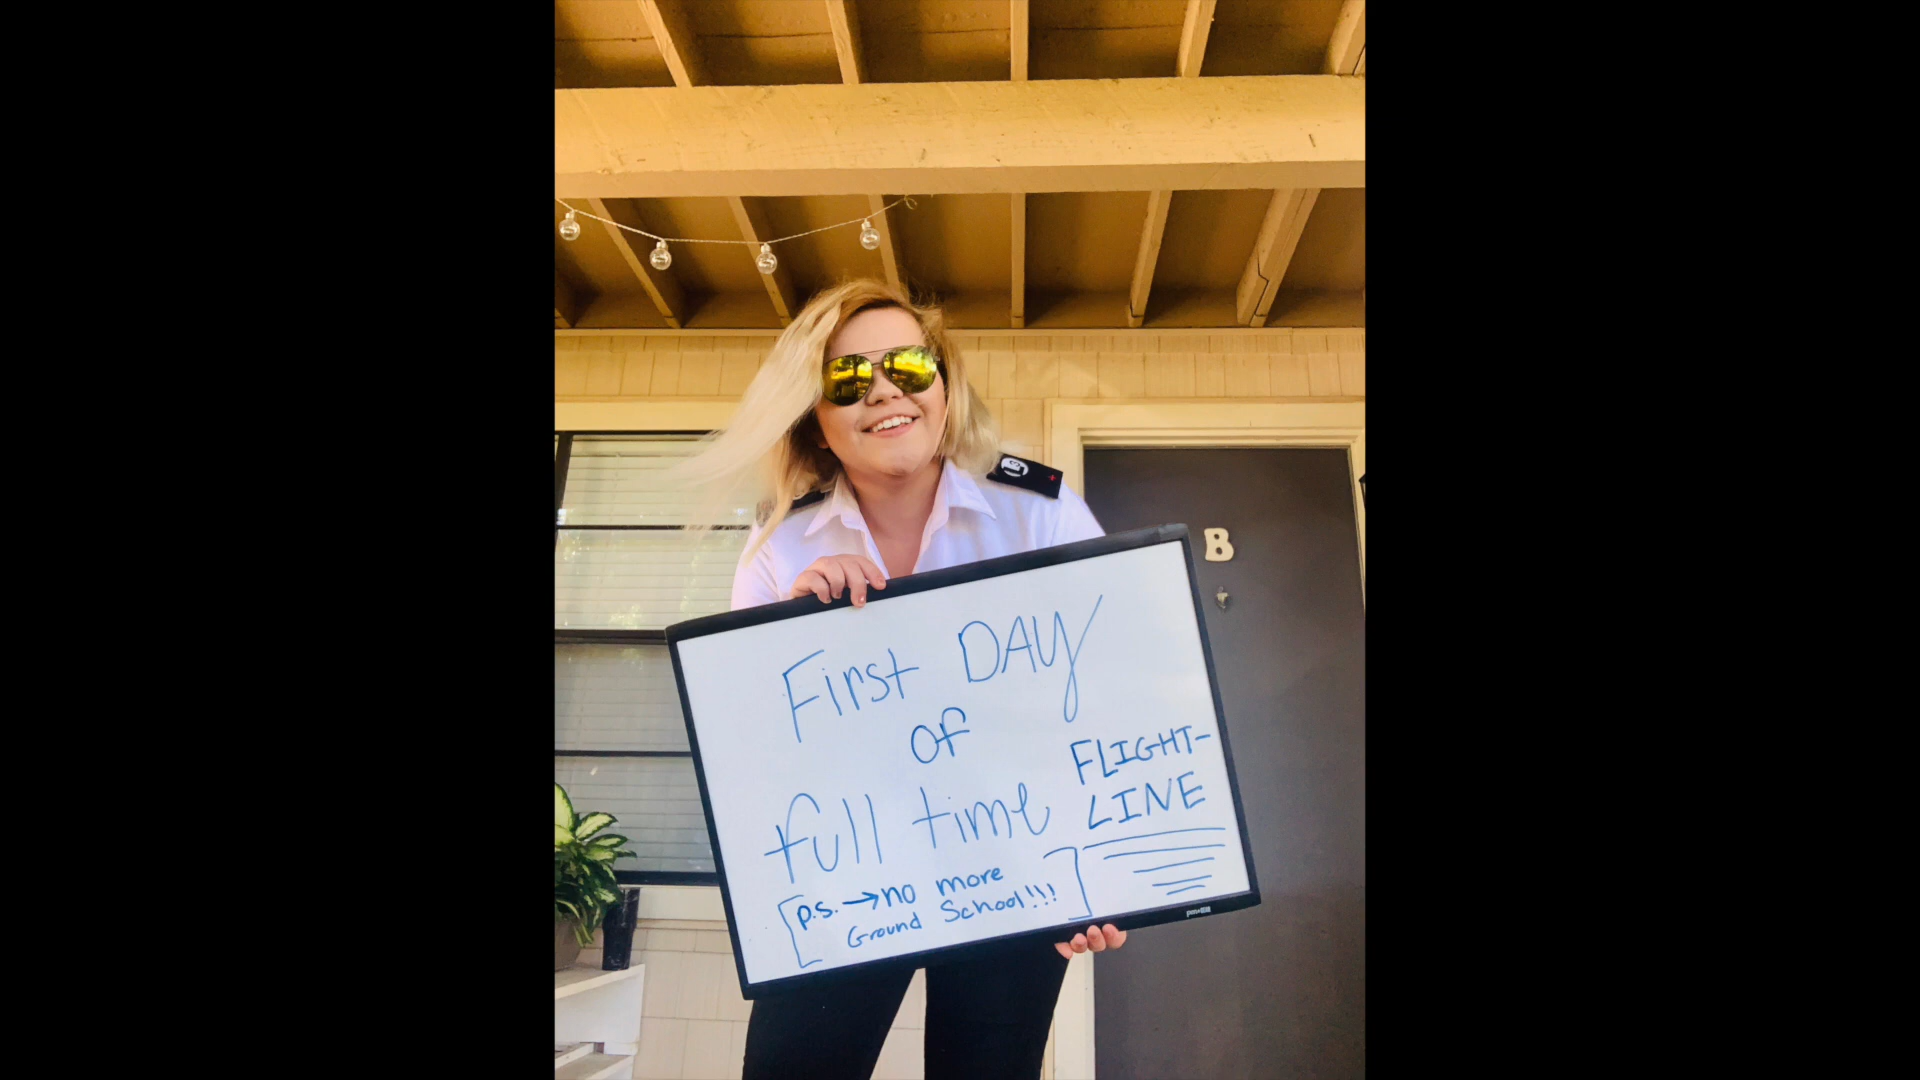 B
First DAY
of
full time FLIGHT-
LINE
[p.s. →no more
Ground School!!!]